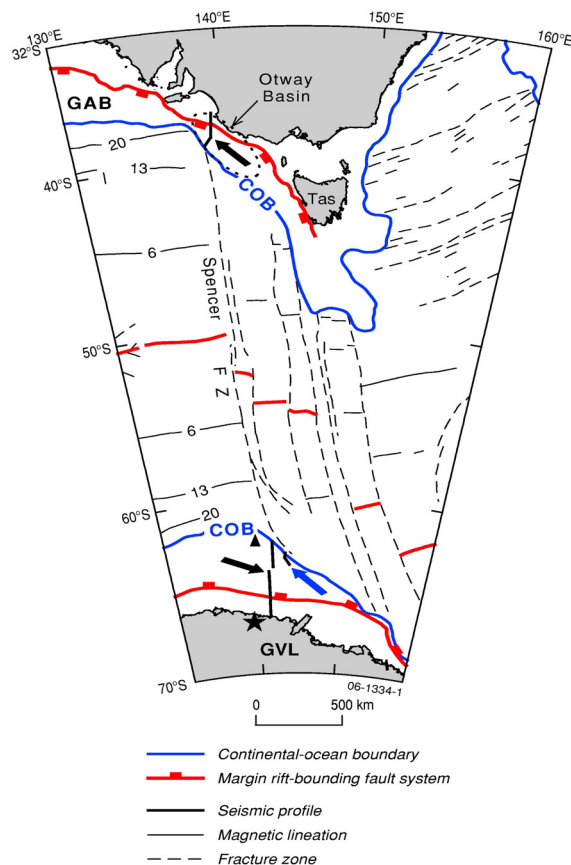 130°E
140°E
150°E
160°E
32°S
Otway
Basin
GAB
20
13
40°S
COB
Tas
6
Spencer
50°S
F Z
6
13
60°S
20
COB
GVL
70°S
06-1334-1
0 500 km
Continental-ocean boundary
Margin rift-bounding fault system
Seismic profile
Magnetic lineation
Fracture zone